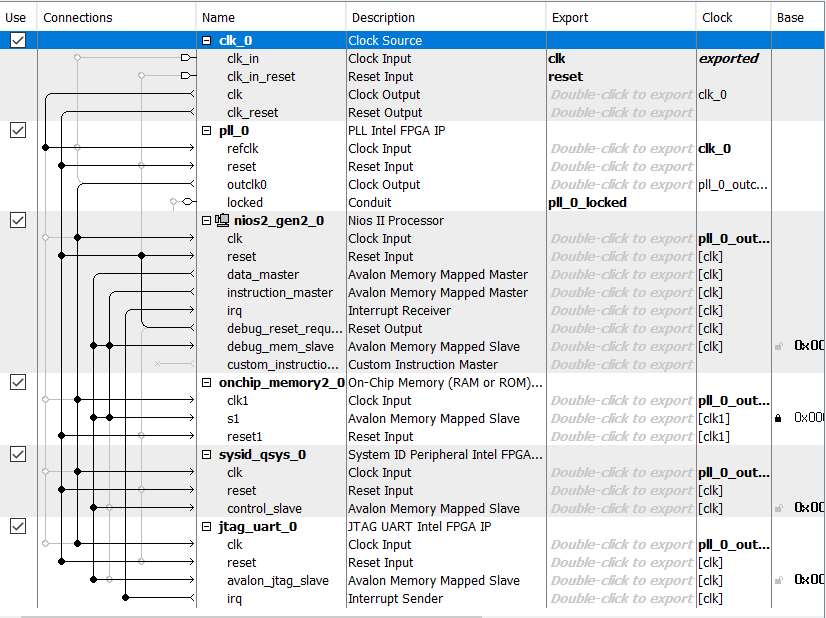 Use Connections Name Description Export Clock Base
clk_0 Clock Source
clk_in Clock Input clk exported
clk_in_reset Reset Input reset
clk Clock Output Double-click to export clk_0
clk_reset Reset Output Double-click to export
pll_0 PLL Intel FPGA IP
refclk Clock Input Double-click to export clk_0
reset Reset Input Double-click to export
outclk0 Clock Output Double-click to export pll_0_outc...
locked Conduit pll_0_locked
nios2_gen2_0 Nios II Processor
clk Clock Input Double-click to export pll_0_out...
reset Reset Input Double-click to export [clk]
data_master Avalon Memory Mapped Master Double-click to export [clk]
instruction_master Avalon Memory Mapped Master Double-click to export [clk]
irq Interrupt Receiver Double-click to export [clk]
debug_reset_requ... Reset Output Double-click to export [clk]
debug_mem_slave Avalon Memory Mapped Slave Double-click to export [clk] 0x00
custom_instructio... Custom Instruction Master Double-click to export
onchip_memory2_0 On-Chip Memory (RAM or ROM)...
clk1 Clock Input Double-click to export pll_0_out...
s1 Avalon Memory Mapped Slave Double-click to export [clk1] 0x000
reset1 Reset Input Double-click to export [clk1]
sysid_qsys_0 System ID Peripheral Intel FPGA...
clk Clock Input Double-click to export pll_0_out...
reset Reset Input Double-click to export [clk]
control_slave Avalon Memory Mapped Slave Double-click to export [clk] 0x00
jtag_uart_0 JTAG UART Intel FPGA IP
clk Clock Input Double-click to export pll_0_out...
reset Reset Input Double-click to export [clk]
avalon_jtag_slave Avalon Memory Mapped Slave Double-click to export [clk] 0x00
irq Interrupt Sender Double-click to export [clk]